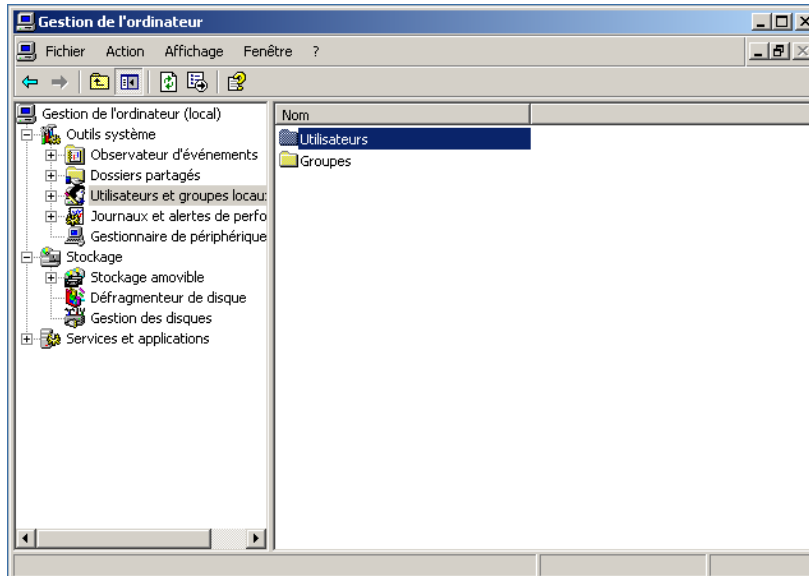 Gestion de l'ordinateur
Fichier Action Affichage Fenêtre ?
Gestion de l'ordinateur (local)
Outils système
Observateur d'événements
Dossiers partagés
Utilisateurs et groupes locau
Journaux et alertes de perfo
Gestionnaire de périphérique
Stockage
Stockage amovible
Défragmenteur de disque
Gestion des disques
Services et applications
Nom
Utilisateurs
Groupes